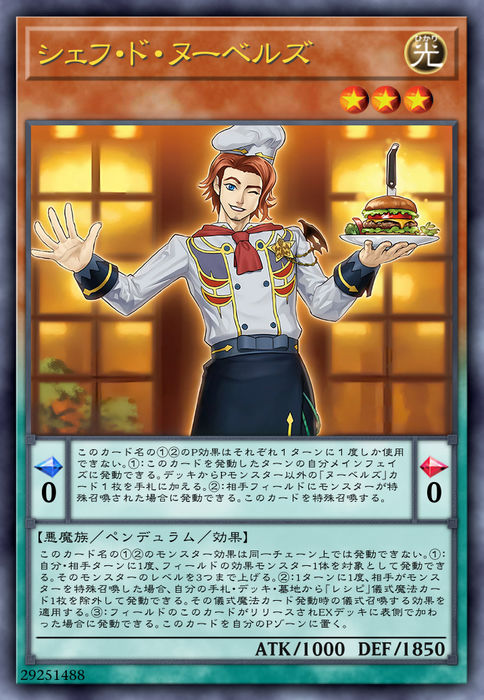 シェフ・ド・ヌーベルズ
ひかり
光
このカード名の①②のP効果はそれぞれ1ターンに1度しか使用
できない。①:このカードを発動したターンの自分メインフェイ
ズに発動できる。デッキからPモンスター以外の「ヌーベルズ」カ
ード1枚を手札に加える。②:相手フィールドにモンスターが特
殊召喚された場合に発動できる。このカードを特殊召喚する。
0
0
【悪魔族/ペンデュラム/効果】
このカード名の①②のモンスター効果は同一チェーン上では発動できない。①:
自分・相手ターンに1度、フィールドの効果モンスター1体を対象として発動でき
る。そのモンスターのレベルを3つまで上げる。②:1ターンに1度、相手がモンス
ターを特殊召喚した場合、自分の手札・デッキ・墓地から「レシピ」儀式魔法カー
ド1枚を除外して発動できる。その儀式魔法カード発動時の儀式召喚する効果を
適用する。③:フィールドのこのカードがリリースされEXデッキに表側で加わ
った場合に発動できる。このカードを自分のPゾーンに置く。
ATK/1000 DEF/1850
29251488